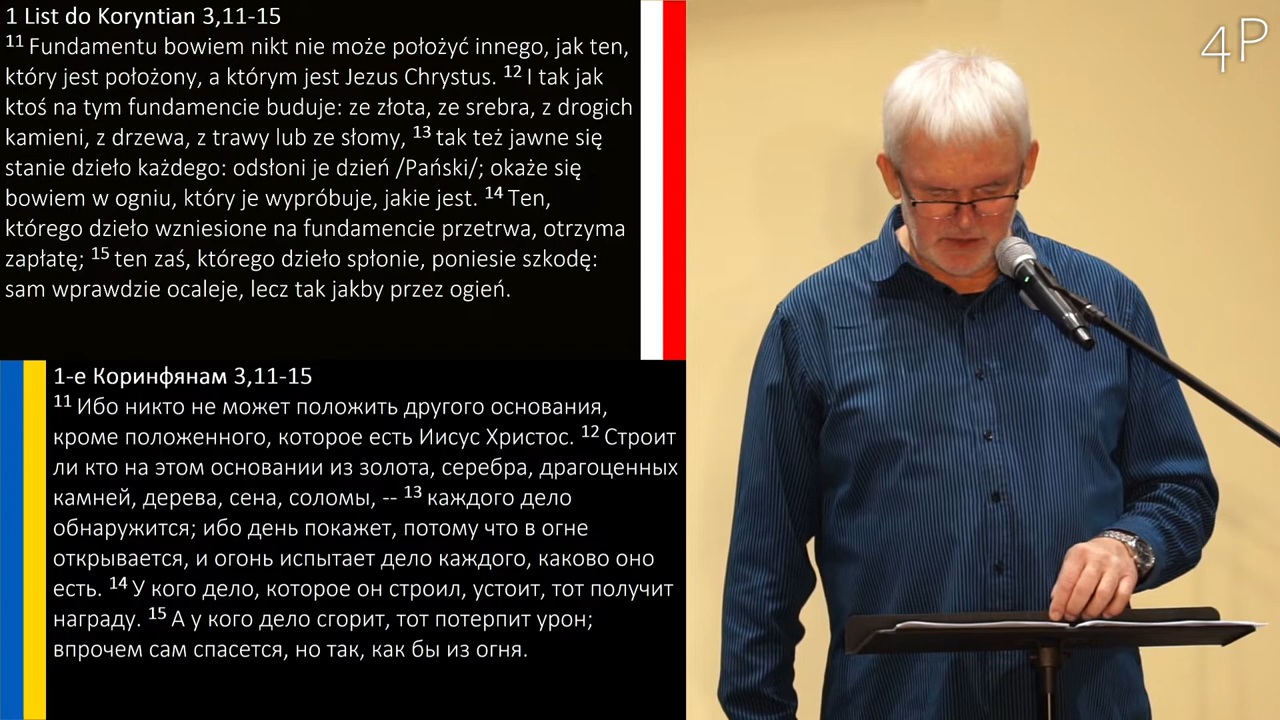 1 List do Koryntian 3,11-15
11 Fundamentu bowiem nikt nie może położyć innego, jak ten,
który jest położony, a którym jest Jezus Chrystus. 12 I tak jak
ktoś na tym fundamencie buduje: ze złota, ze srebra, z drogich
kamieni, z drzewa, z trawy lub ze słomy, 13 tak też jawne się
stanie dzieło każdego: odsłoni je dzień /Pański/; okaże się
bowiem w ogniu, który je wypróbuje, jakie jest. 14 Ten,
którego dzieło wzniesione na fundamencie przetrwa, otrzyma
zapłatę; 15 ten zaś, którego dzieło spłonie, poniesie szkodę:
sam wprawdzie ocaleje, lecz tak jakby przez ogień.
1-е Коринфянам 3,11-15
11 Ибо никто не может положить другого основания,
кроме положенного, которое есть Иисус Христос. 12 Строит
ли кто на этом основании из золота, серебра, драгоценных
камней, дерева, сена, соломы, -- 13 каждого дело
обнаружится; ибо день покажет, потому что в огне
открывается, и огонь испытает дело каждого, каково оно
есть. 14 У кого дело, которое он строил, устоит, тот получит
награду. 15 А у кого дело сгорит, тот потерпит урон;
впрочем сам спасется, но так, как бы из огня.
4P